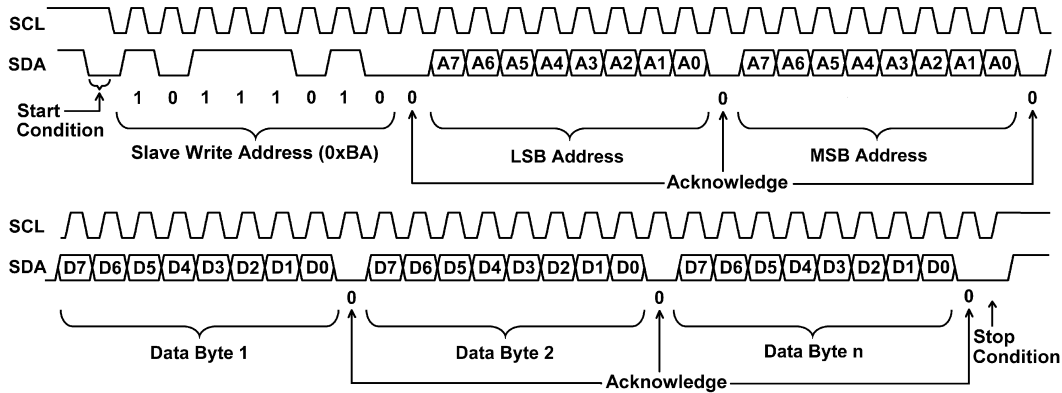 SCL
SDA A7 A6 A5 A4 A3 A2 A1 A0 A7 A6 A5 A4 A3 A2 A1 A0
1 0 1 1 1 0 1 0 0 0 0
Start
Condition
Slave Write Address (0xBA)
LSB Address
MSB Address
Acknowledge
SCL
SDA D7 D6 D5 D4 D3 D2 D1 D0 D7 D6 D5 D4 D3 D2 D1 D0 D7 D6 D5 D4 D3 D2 D1 D0
0 0 0
Data Byte 1
Data Byte 2
Data Byte n
Stop
Condition
Acknowledge